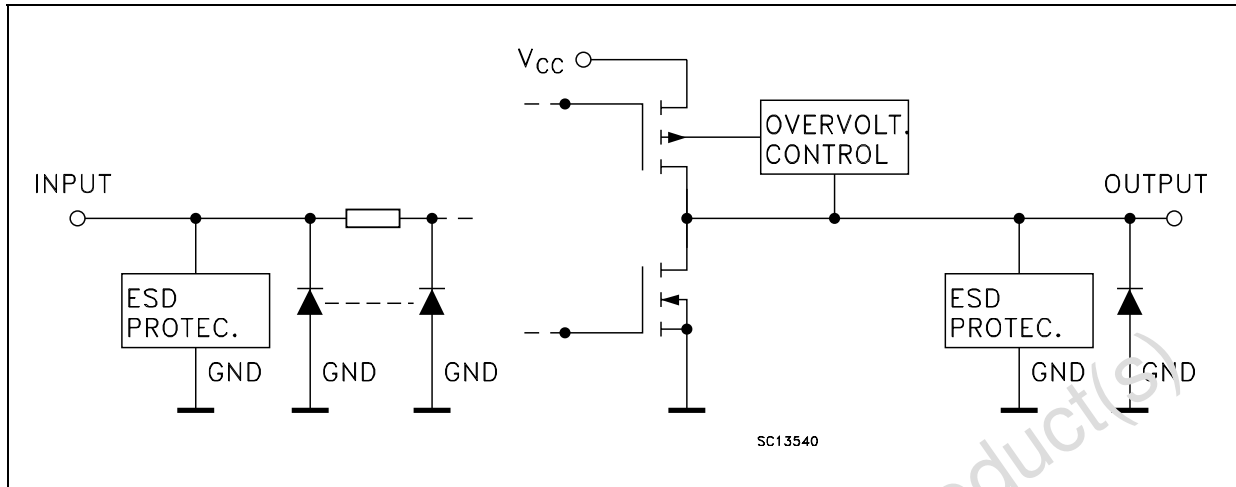 VCC
OVERVOLT.
CONTROL
INPUT
OUTPUT
ESD
PROTEC.
ESD
PROTEC.
GND
GND
GND
GND
GND
SC13540